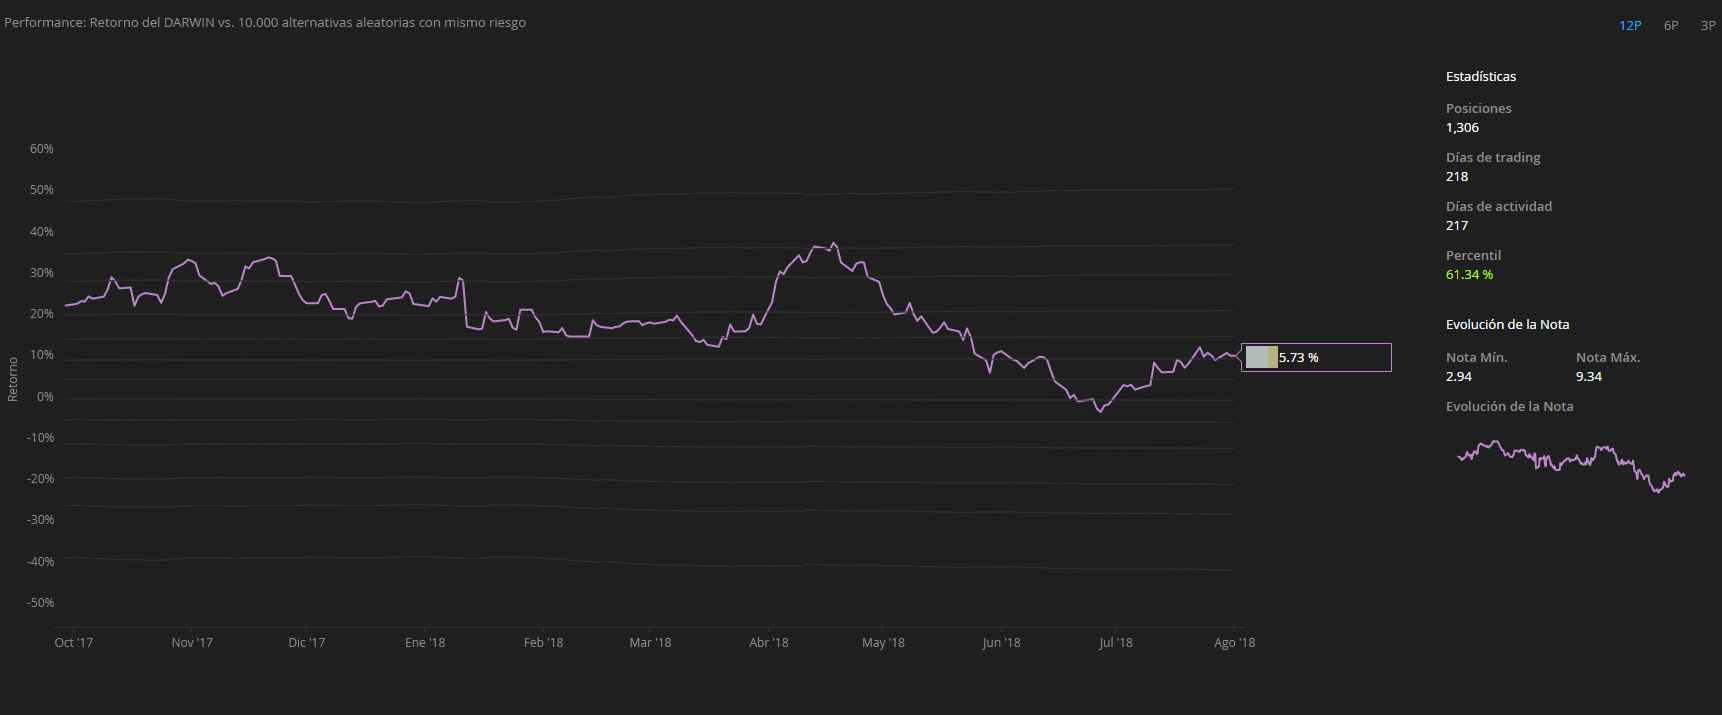 Performance: Retorno del DARWIN vs. 10.000 alternativas aleatorias con mismo riesgo
12P 6P 3P
Estadísticas
Posiciones
1,306
Días de trading
218
Días de actividad
217
Percentil
61.34 %
Evolución de la Nota
Nota Mín. Nota Máx.
2.94 9.34
Evolución de la Nota
Retorno
60%
50%
40%
30%
20%
10%
0%
-10%
-20%
-30%
-40%
-50%
5.73 %
Oct '17 Nov '17 Dic '17 Ene '18 Feb '18 Mar '18 Abr '18 May '18 Jun '18 Jul '18 Ago '18